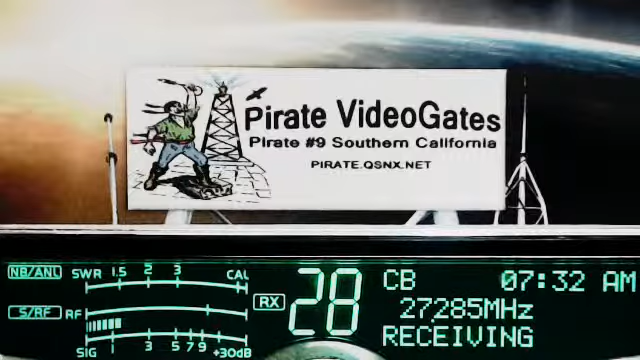 Pirate VideoGates
Pirate #9 Southern California
PIRATE.QSNX.NET
NB/ANL SWR 1.5 2 3 CAL
S/RF RF
SIG 1 3 5 7 9 +30dB
RX 28
CB 07:32 AM
27285MHz
RECEIVING